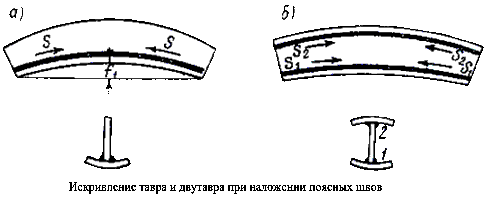 а) б)
S S S₂ S₂
f₁ S₁ S₁
2
1
Искривление тавра и двутавра при наложении поясных швов